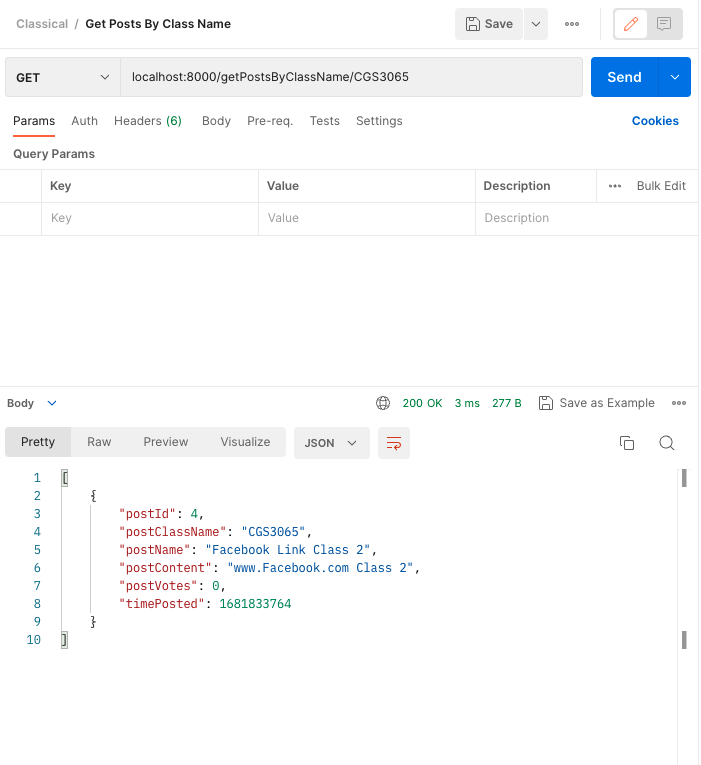 Classical / Get Posts By Class Name
Save
GET
localhost:8000/getPostsByClassName/CGS3065
Send
Params Auth Headers (6) Body Pre-req. Tests Settings Cookies
Query Params
Key Value Description Bulk Edit
Key Value Description
Body 200 OK 3 ms 277 B Save as Example
Pretty Raw Preview Visualize JSON
1 [
2 {
3 "postId": 4,
4 "postClassName": "CGS3065",
5 "postName": "Facebook Link Class 2",
6 "postContent": "www.Facebook.com Class 2",
7 "postVotes": 0,
8 "timePosted": 1681833764
9 }
10 ]